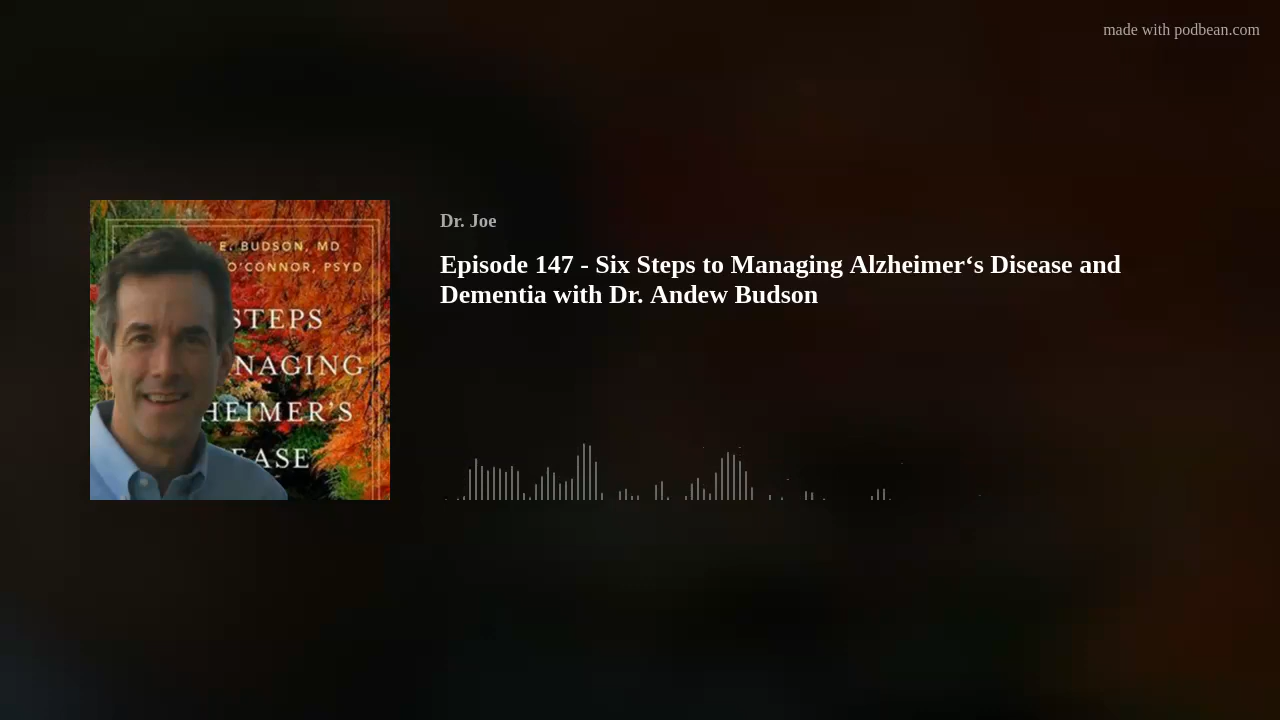 made with podbean.com
Dr. Joe
Episode 147 - Six Steps to Managing Alzheimer‘s Disease and
Dementia with Dr. Andew Budson
E. BUDSON, MD
O'CONNOR, PSYD
STEPS
NAGING
HEIMER'S
EASE